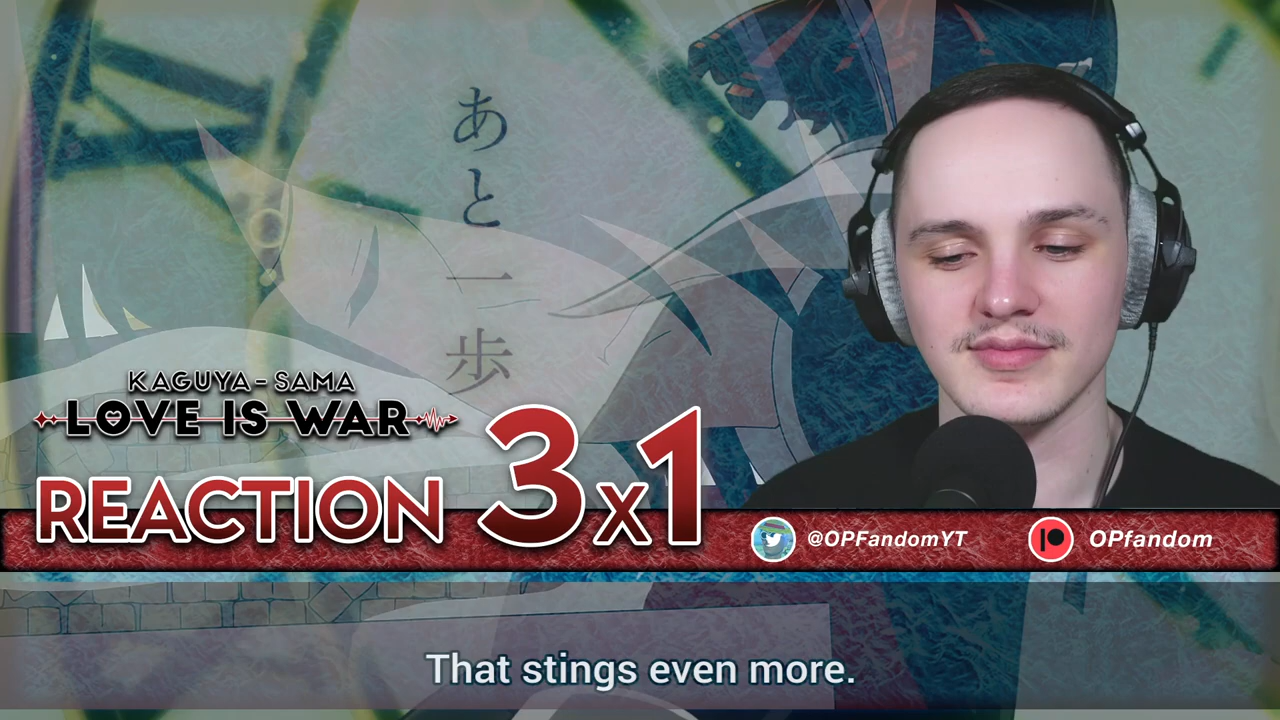 あと一歩
KAGUYA-SAMA
LOVE IS WAR
REACTION 3x1
@OPFandomYT
OPfandom
That stings even more.